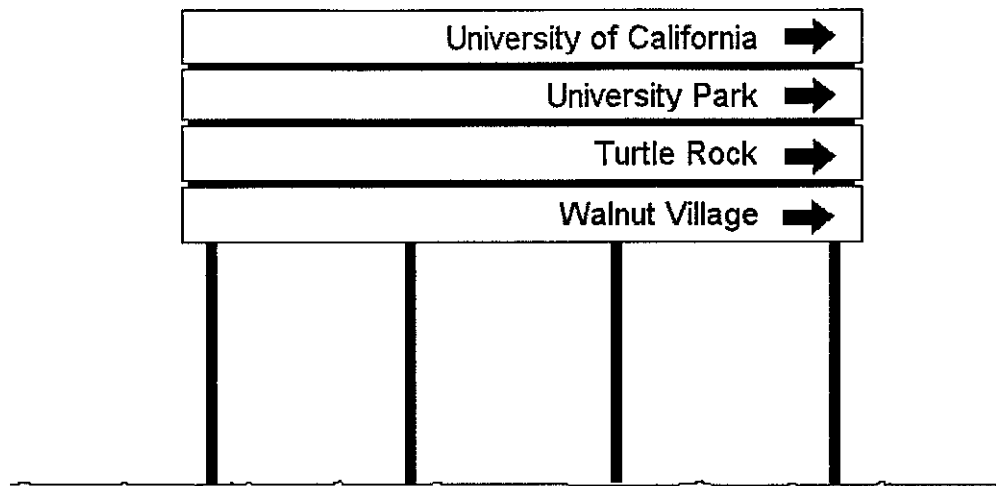 University of California
University Park
Turtle Rock
Walnut Village